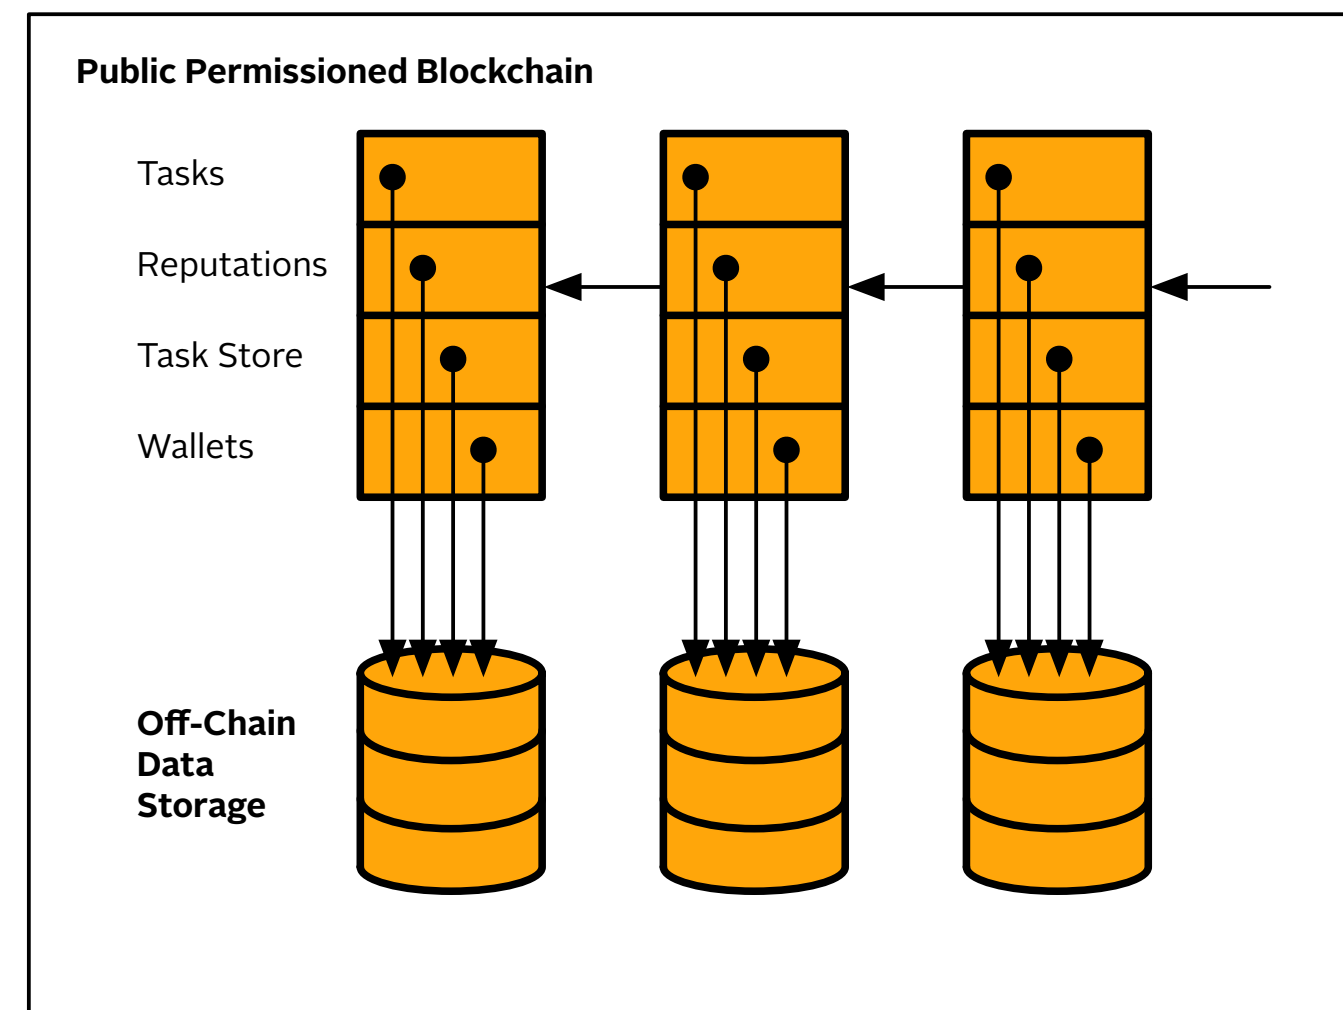 Public Permissioned Blockchain
Tasks
Reputations
Task Store
Wallets
Off-Chain
Data
Storage